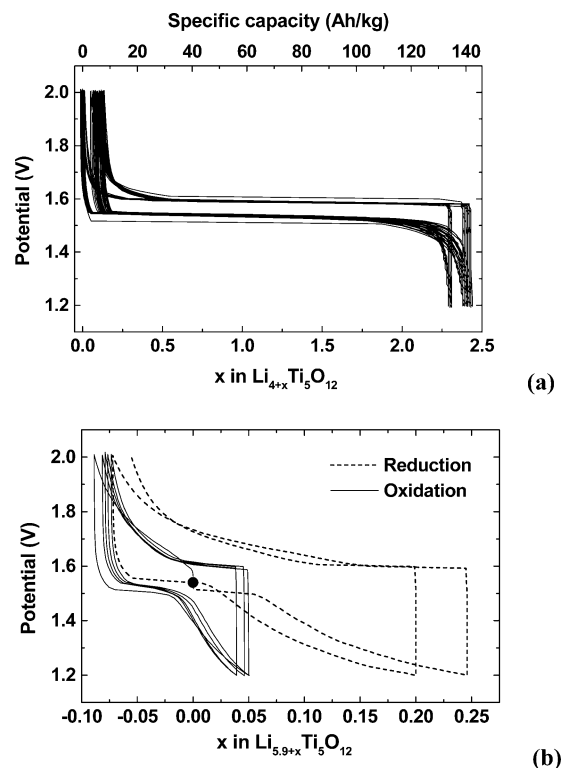 Specific capacity (Ah/kg)
0 20 40 60 80 100 120 140
2.0
1.8
1.6
1.4
1.2
Potential (V)
0.0 0.5 1.0 1.5 2.0 2.5
x in Li4+xTi5O12
(a)
2.0
1.8
1.6
1.4
1.2
Potential (V)
Reduction
Oxidation
-0.10 -0.05 0.00 0.05 0.10 0.15 0.20 0.25
x in Li5.9+xTi5O12
(b)